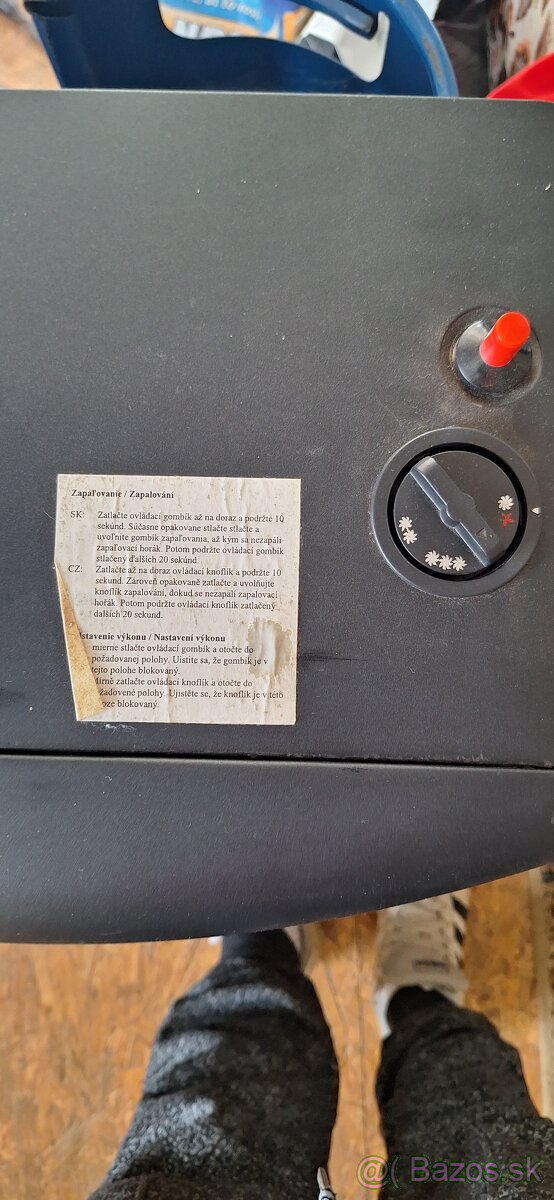 Zapaľovanie / Zapalování
SK: Zatlačte ovládací gombík až na doraz a podržte 10
sekúnd. Súčasne opakovane stlačte stlačte a
uvoľnite gombík zapaľovania, až kým sa nezapáli
zapaľovací horák. Potom podržte ovládací gombík
stlačený ďalších 20 sekúnd.
CZ: Zatlačte až na doraz ovládací knoflík a podržte 10
sekund. Zároveň opakovaně zatlačte a uvolňujte
knoflík zapalování, dokud se nezapálí zapalovací
hořák. Potom podržte ovládací knoflík zatlačený
dalších 20 sekund.
stavenie výkonu / Nastavení výkonu
mierne stlačte ovládací gombík a otočte do
požadovanej polohy. Uistite sa, že gombík je v
tejto polohe blokovaný.
írně zatlačte ovládací knoflík a otočte do
žadované polohy. Ujistěte se, že knoflík je v této
oze blokovaný.
@( Bazos.sk